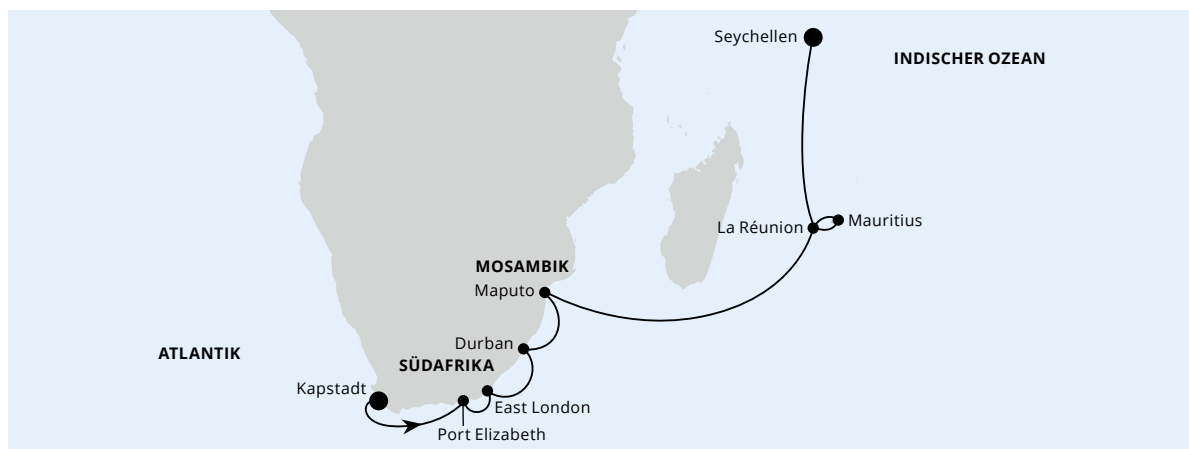 Seychellen
INDISCHER OZEAN
La Réunion
Mauritius
MOSAMBIK
Maputo
Durban
ATLANTIK
SÜDAFRIKA
Kapstadt
East London
Port Elizabeth